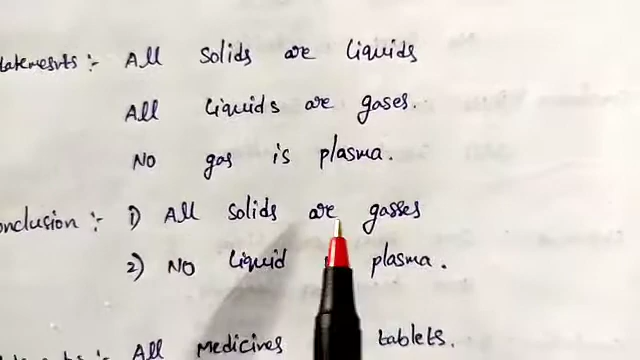 All Solids are liquids
All liquids are gases.
NO gas is plasma.
onclusion :- 1) All Solids are gasses
2) NO liquid plasma.
All Medicines tablets.